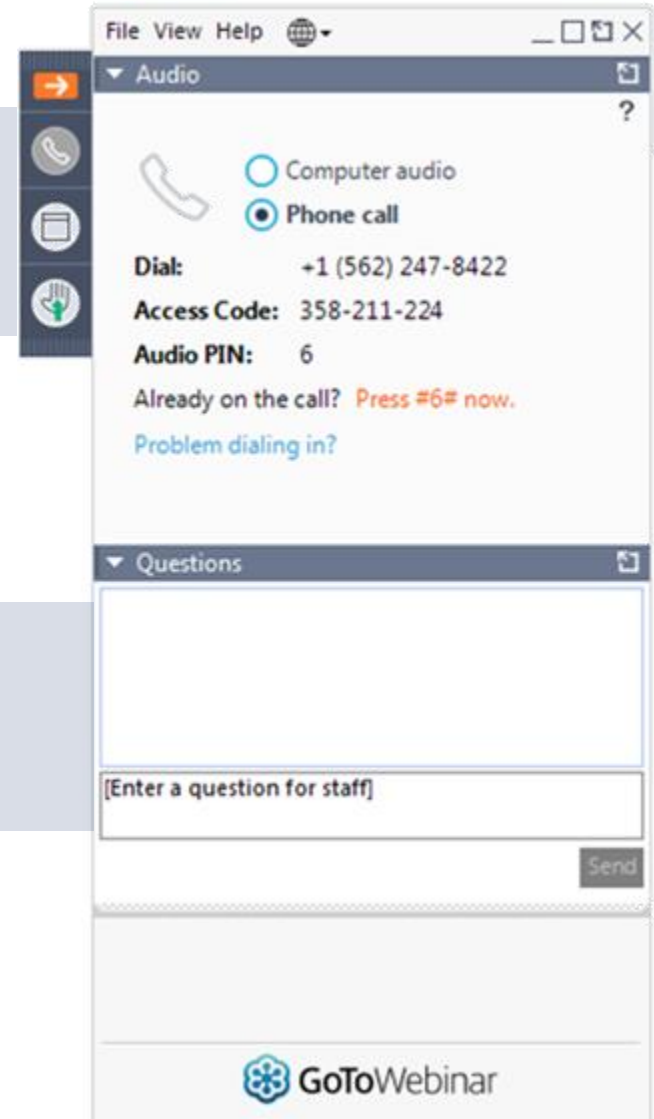 File View Help
Audio
?
Computer audio
Phone call
Dial: +1 (562) 247-8422
Access Code: 358-211-224
Audio PIN: 6
Already on the call? Press #6# now.
Problem dialing in?
Questions
[Enter a question for staff]
Send
GoToWebinar